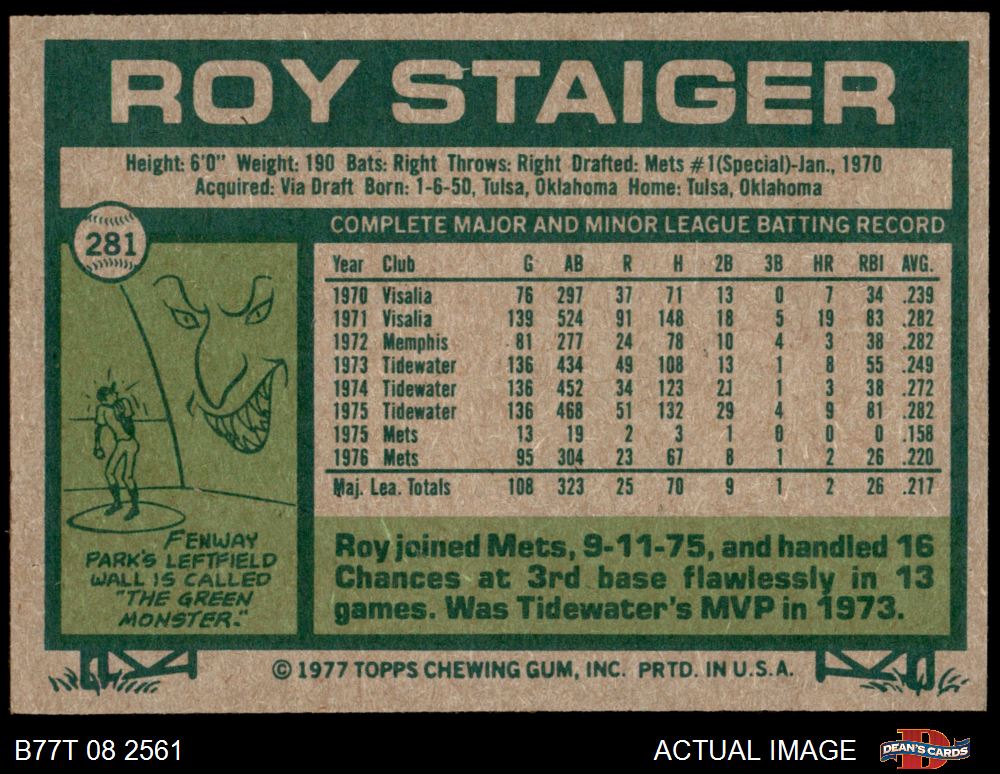 ROY STAIGER
Height: 6'0" Weight: 190 Bats: Right Throws: Right Drafted: Mets #1(Special)-Jan., 1970
Acquired: Via Draft Born: 1-6-50, Tulsa, Oklahoma Home: Tulsa, Oklahoma
281
COMPLETE MAJOR AND MINOR LEAGUE BATTING RECORD
Year Club G AB R H 2B 3B HR RBI AVG.
1970 Visalia 76 297 37 71 13 0 7 34 .239
1971 Visalia 139 524 91 148 18 5 19 83 .282
1972 Memphis 81 277 24 78 10 4 3 38 .282
1973 Tidewater 136 434 49 108 13 1 8 55 .249
1974 Tidewater 136 452 34 123 21 1 3 38 .272
1975 Tidewater 136 468 51 132 29 4 9 81 .282
1975 Mets 13 19 2 3 1 0 0 0 .158
1976 Mets 95 304 23 67 8 1 2 26 .220
Maj. Lea. Totals 108 323 25 70 9 1 2 26 .217
FENWAY
PARK'S LEFTFIELD
WALL IS CALLED
"THE GREEN
MONSTER."
Roy joined Mets, 9-11-75, and handled 16
Chances at 3rd base flawlessly in 13
games. Was Tidewater's MVP in 1973.
© 1977 TOPPS CHEWING GUM, INC. PRTD. IN U.S.A.
B77T 08 2561
ACTUAL IMAGE
D
DEAN'S CARDS